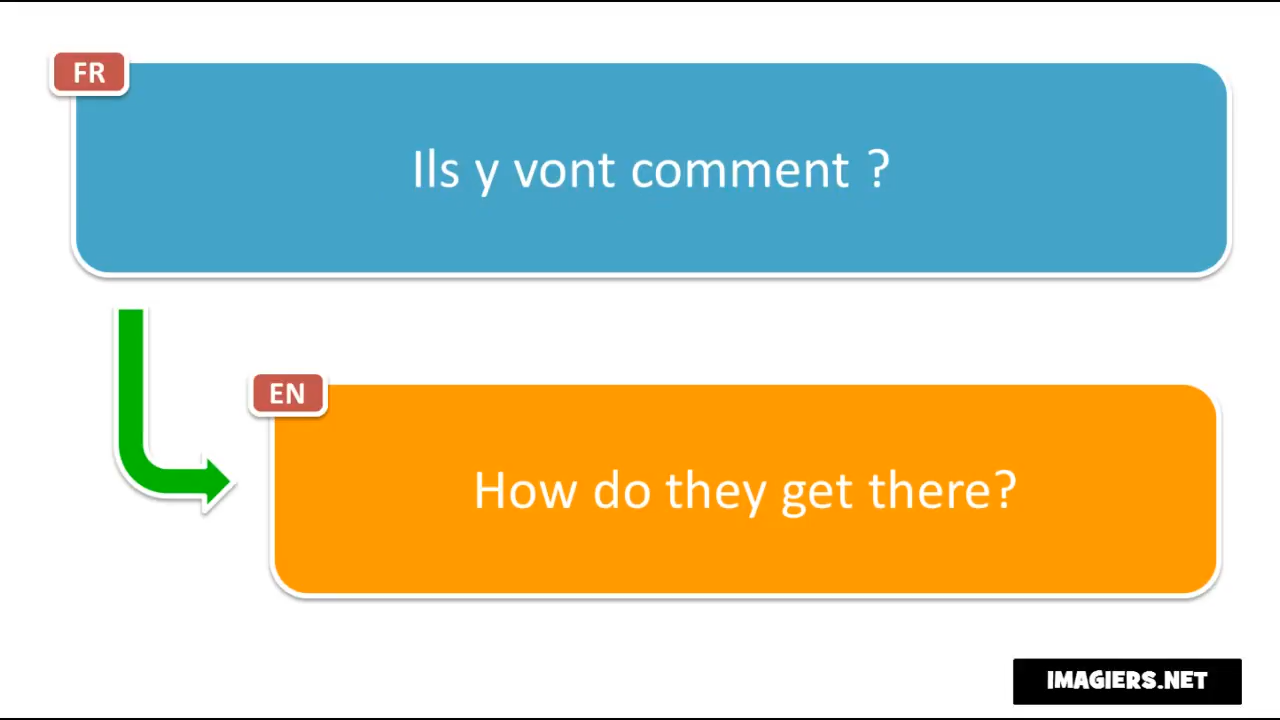 FR
Ils y vont comment ?
EN
How do they get there?
IMAGIERS.NET